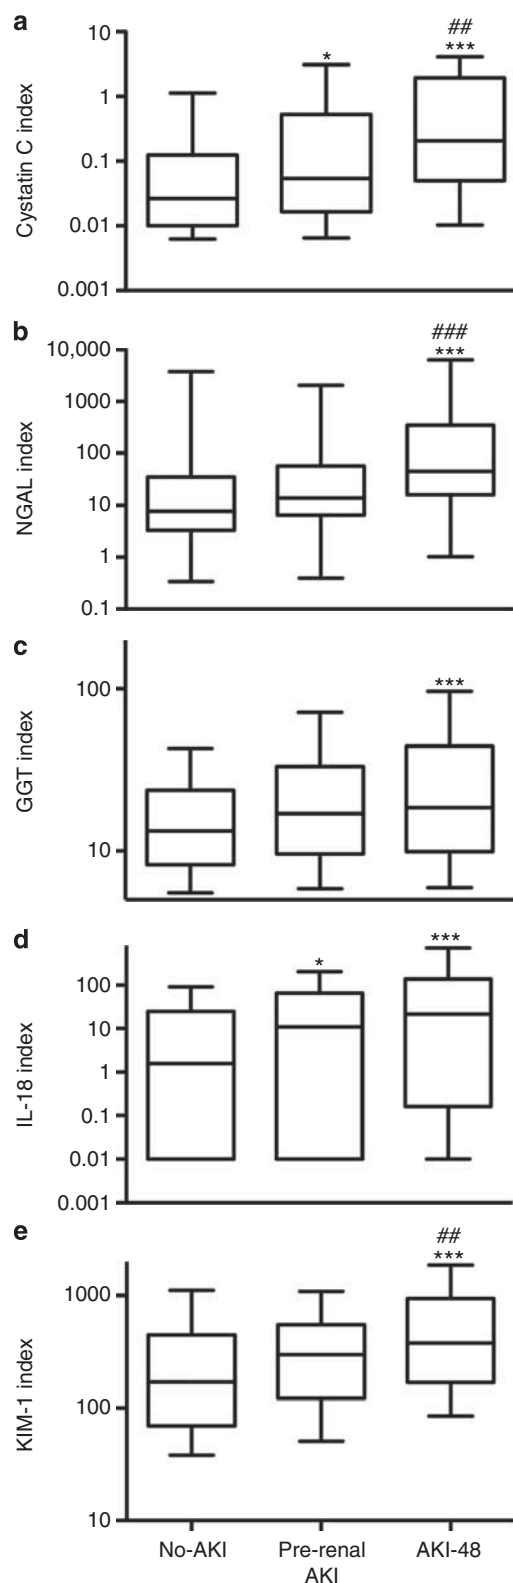 a
Cystatin C index
10
1
0.1
0.01
0.001
*
##
***
b
NGAL index
10,000
1000
100
10
1
0.1
###
***
c
GGT index
100
10
***
d
IL-18 index
100
10
1
0.1
0.01
0.001
*
***
e
KIM-1 index
1000
100
10
##
***
No-AKI
Pre-renal
AKI
AKI-48